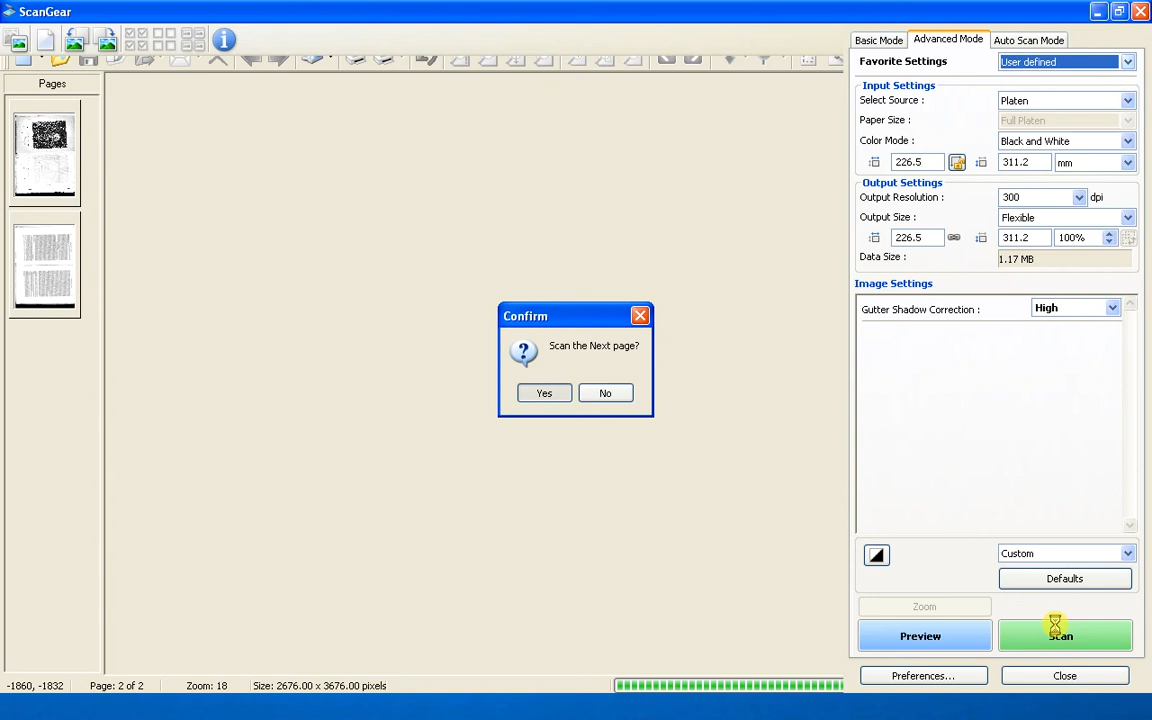 ScanGear
Pages
Basic Mode
Advanced Mode
Auto Scan Mode
Favorite Settings
User defined
Input Settings
Select Source :
Platen
Paper Size :
Full Platen
Color Mode :
Black and White
226.5
311.2
mm
Output Settings
Output Resolution :
300
dpi
Output Size :
Flexible
226.5
311.2
100%
Data Size :
1.17 MB
Image Settings
Gutter Shadow Correction :
High
Confirm
Scan the Next page?
Yes
No
Custom
Defaults
Zoom
Preview
Scan
Preferences...
Close
-1860, -1832
Page: 2 of 2
Zoom: 18
Size: 2676.00 x 3676.00 pixels